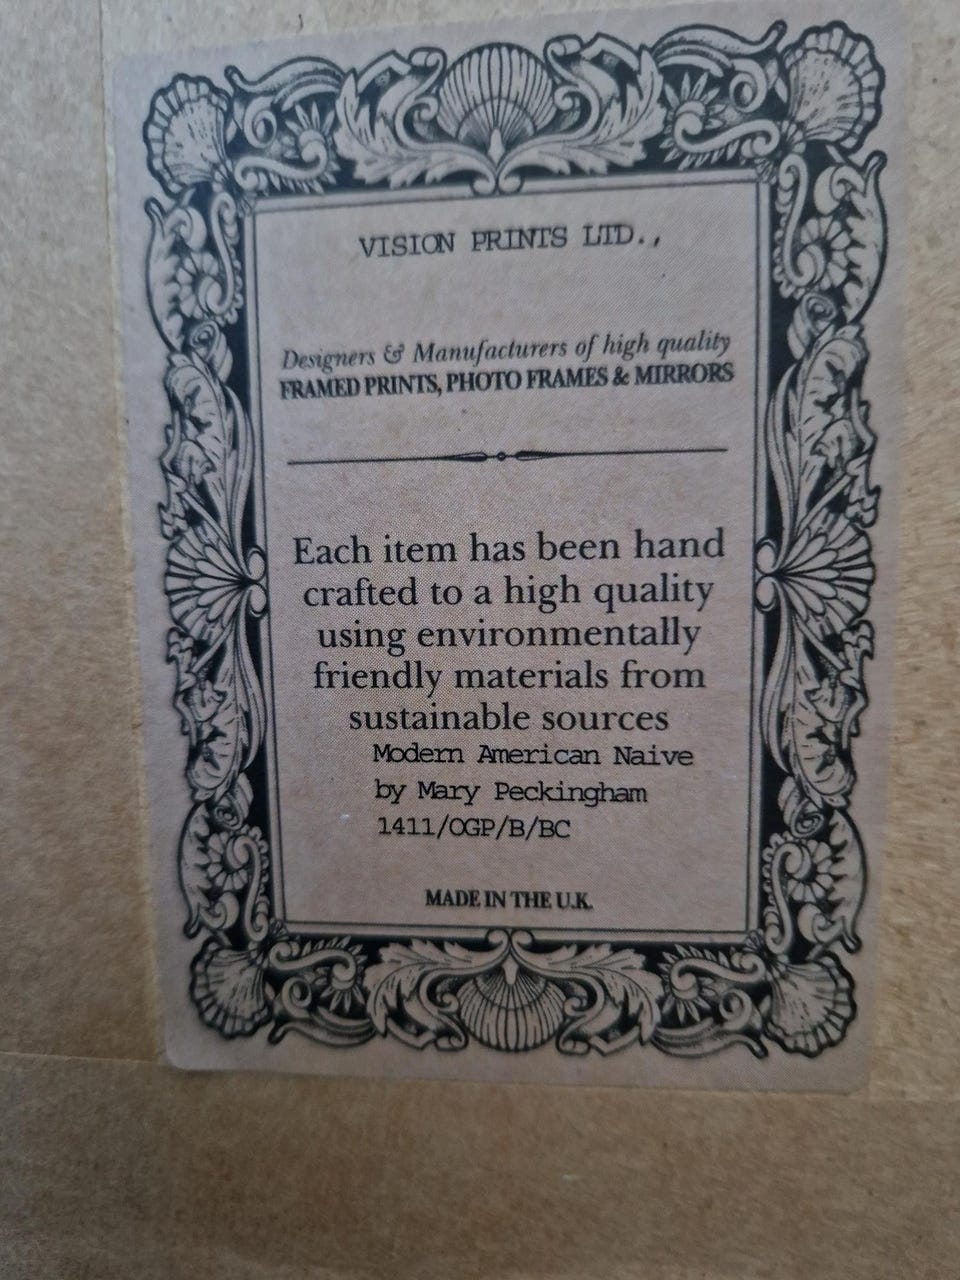 VISION PRINTS LTD.,
Designers & Manufacturers of high quality
FRAMED PRINTS, PHOTO FRAMES & MIRRORS
Each item has been hand
crafted to a high quality
using environmentally
friendly materials from
sustainable sources
Modern American Naive
by Mary Peckingham
1411/OGP/B/BC
MADE IN THE U.K.